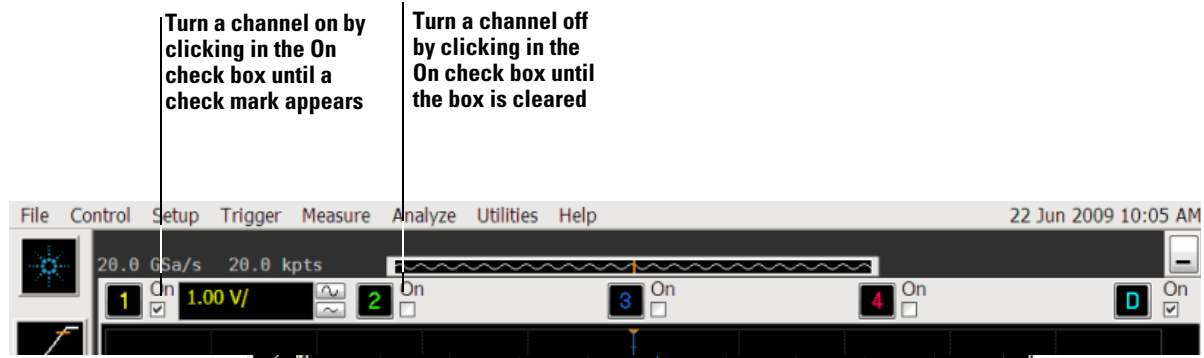 Turn a channel on by
clicking in the On
check box until a
check mark appears
Turn a channel off
by clicking in the
On check box until
the box is cleared
File Control Setup Trigger Measure Analyze Utilities Help 22 Jun 2009 10:05 AM
20.0 GSa/s 20.0 kpts
1 On 1.00 V/ 2 On 3 On 4 On D On
T